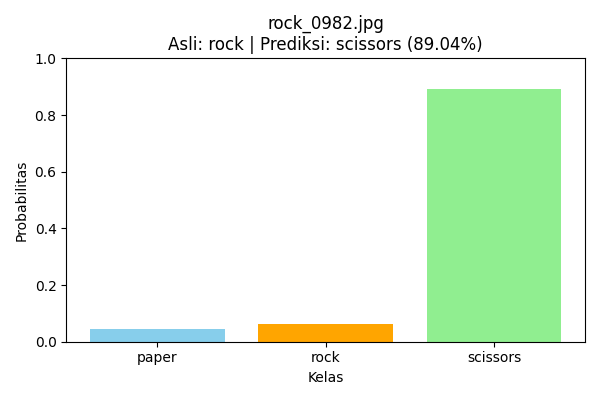 rock_0982.jpg
Asli: rock | Prediksi: scissors (89.04%)
1.0
0.8
0.6
0.4
0.2
0.0
Probabilitas
paper rock scissors
Kelas